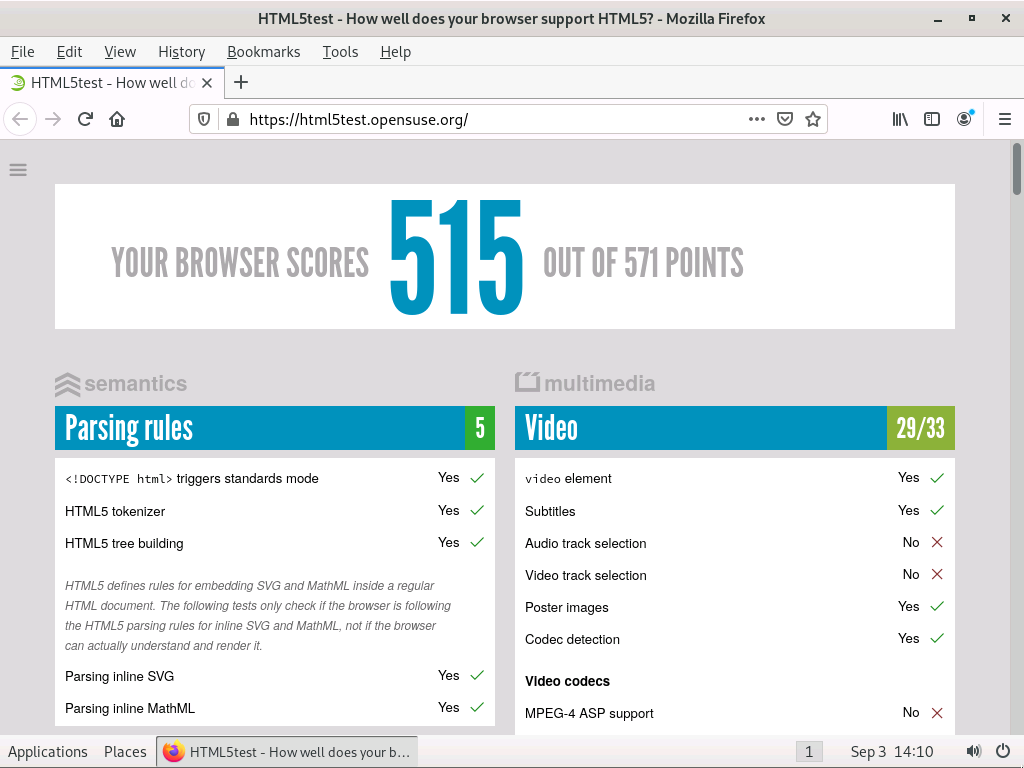 HTML5test - How well does your browser support HTML5? - Mozilla Firefox
File Edit View History Bookmarks Tools Help
HTML5test - How well do
https://html5test.opensuse.org/
YOUR BROWSER SCORES 515 OUT OF 571 POINTS
semantics
Parsing rules 5
<!DOCTYPE html> triggers standards mode Yes
HTML5 tokenizer Yes
HTML5 tree building Yes
HTML5 defines rules for embedding SVG and MathML inside a regular
HTML document. The following tests only check if the browser is following
the HTML5 parsing rules for inline SVG and MathML, not if the browser
can actually understand and render it.
Parsing inline SVG Yes
Parsing inline MathML Yes
multimedia
Video 29/33
video element Yes
Subtitles Yes
Audio track selection No
Video track selection No
Poster images Yes
Codec detection Yes
Video codecs
MPEG-4 ASP support No
Applications Places HTML5test - How well does your b… 1 Sep 3 14:10